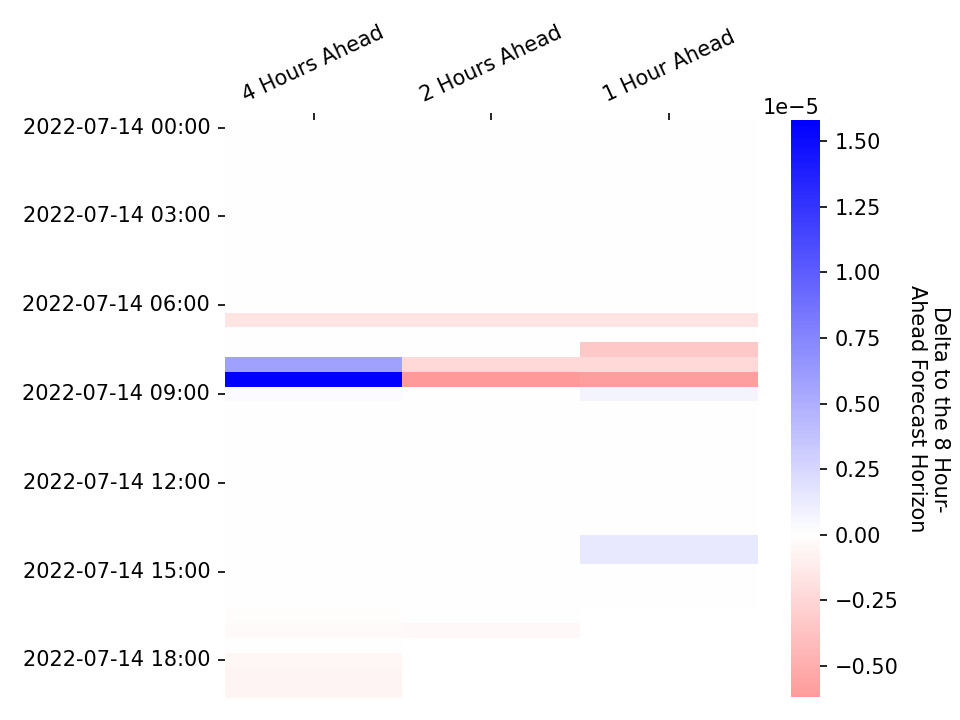 4 Hours Ahead
2 Hours Ahead
1 Hour Ahead
1e−5
2022-07-14 00:00
2022-07-14 03:00
2022-07-14 06:00
2022-07-14 09:00
2022-07-14 12:00
2022-07-14 15:00
2022-07-14 18:00
1.50
1.25
1.00
0.75
0.50
0.25
0.00
−0.25
−0.50
Delta to the 8 Hour-
Ahead Forecast Horizon